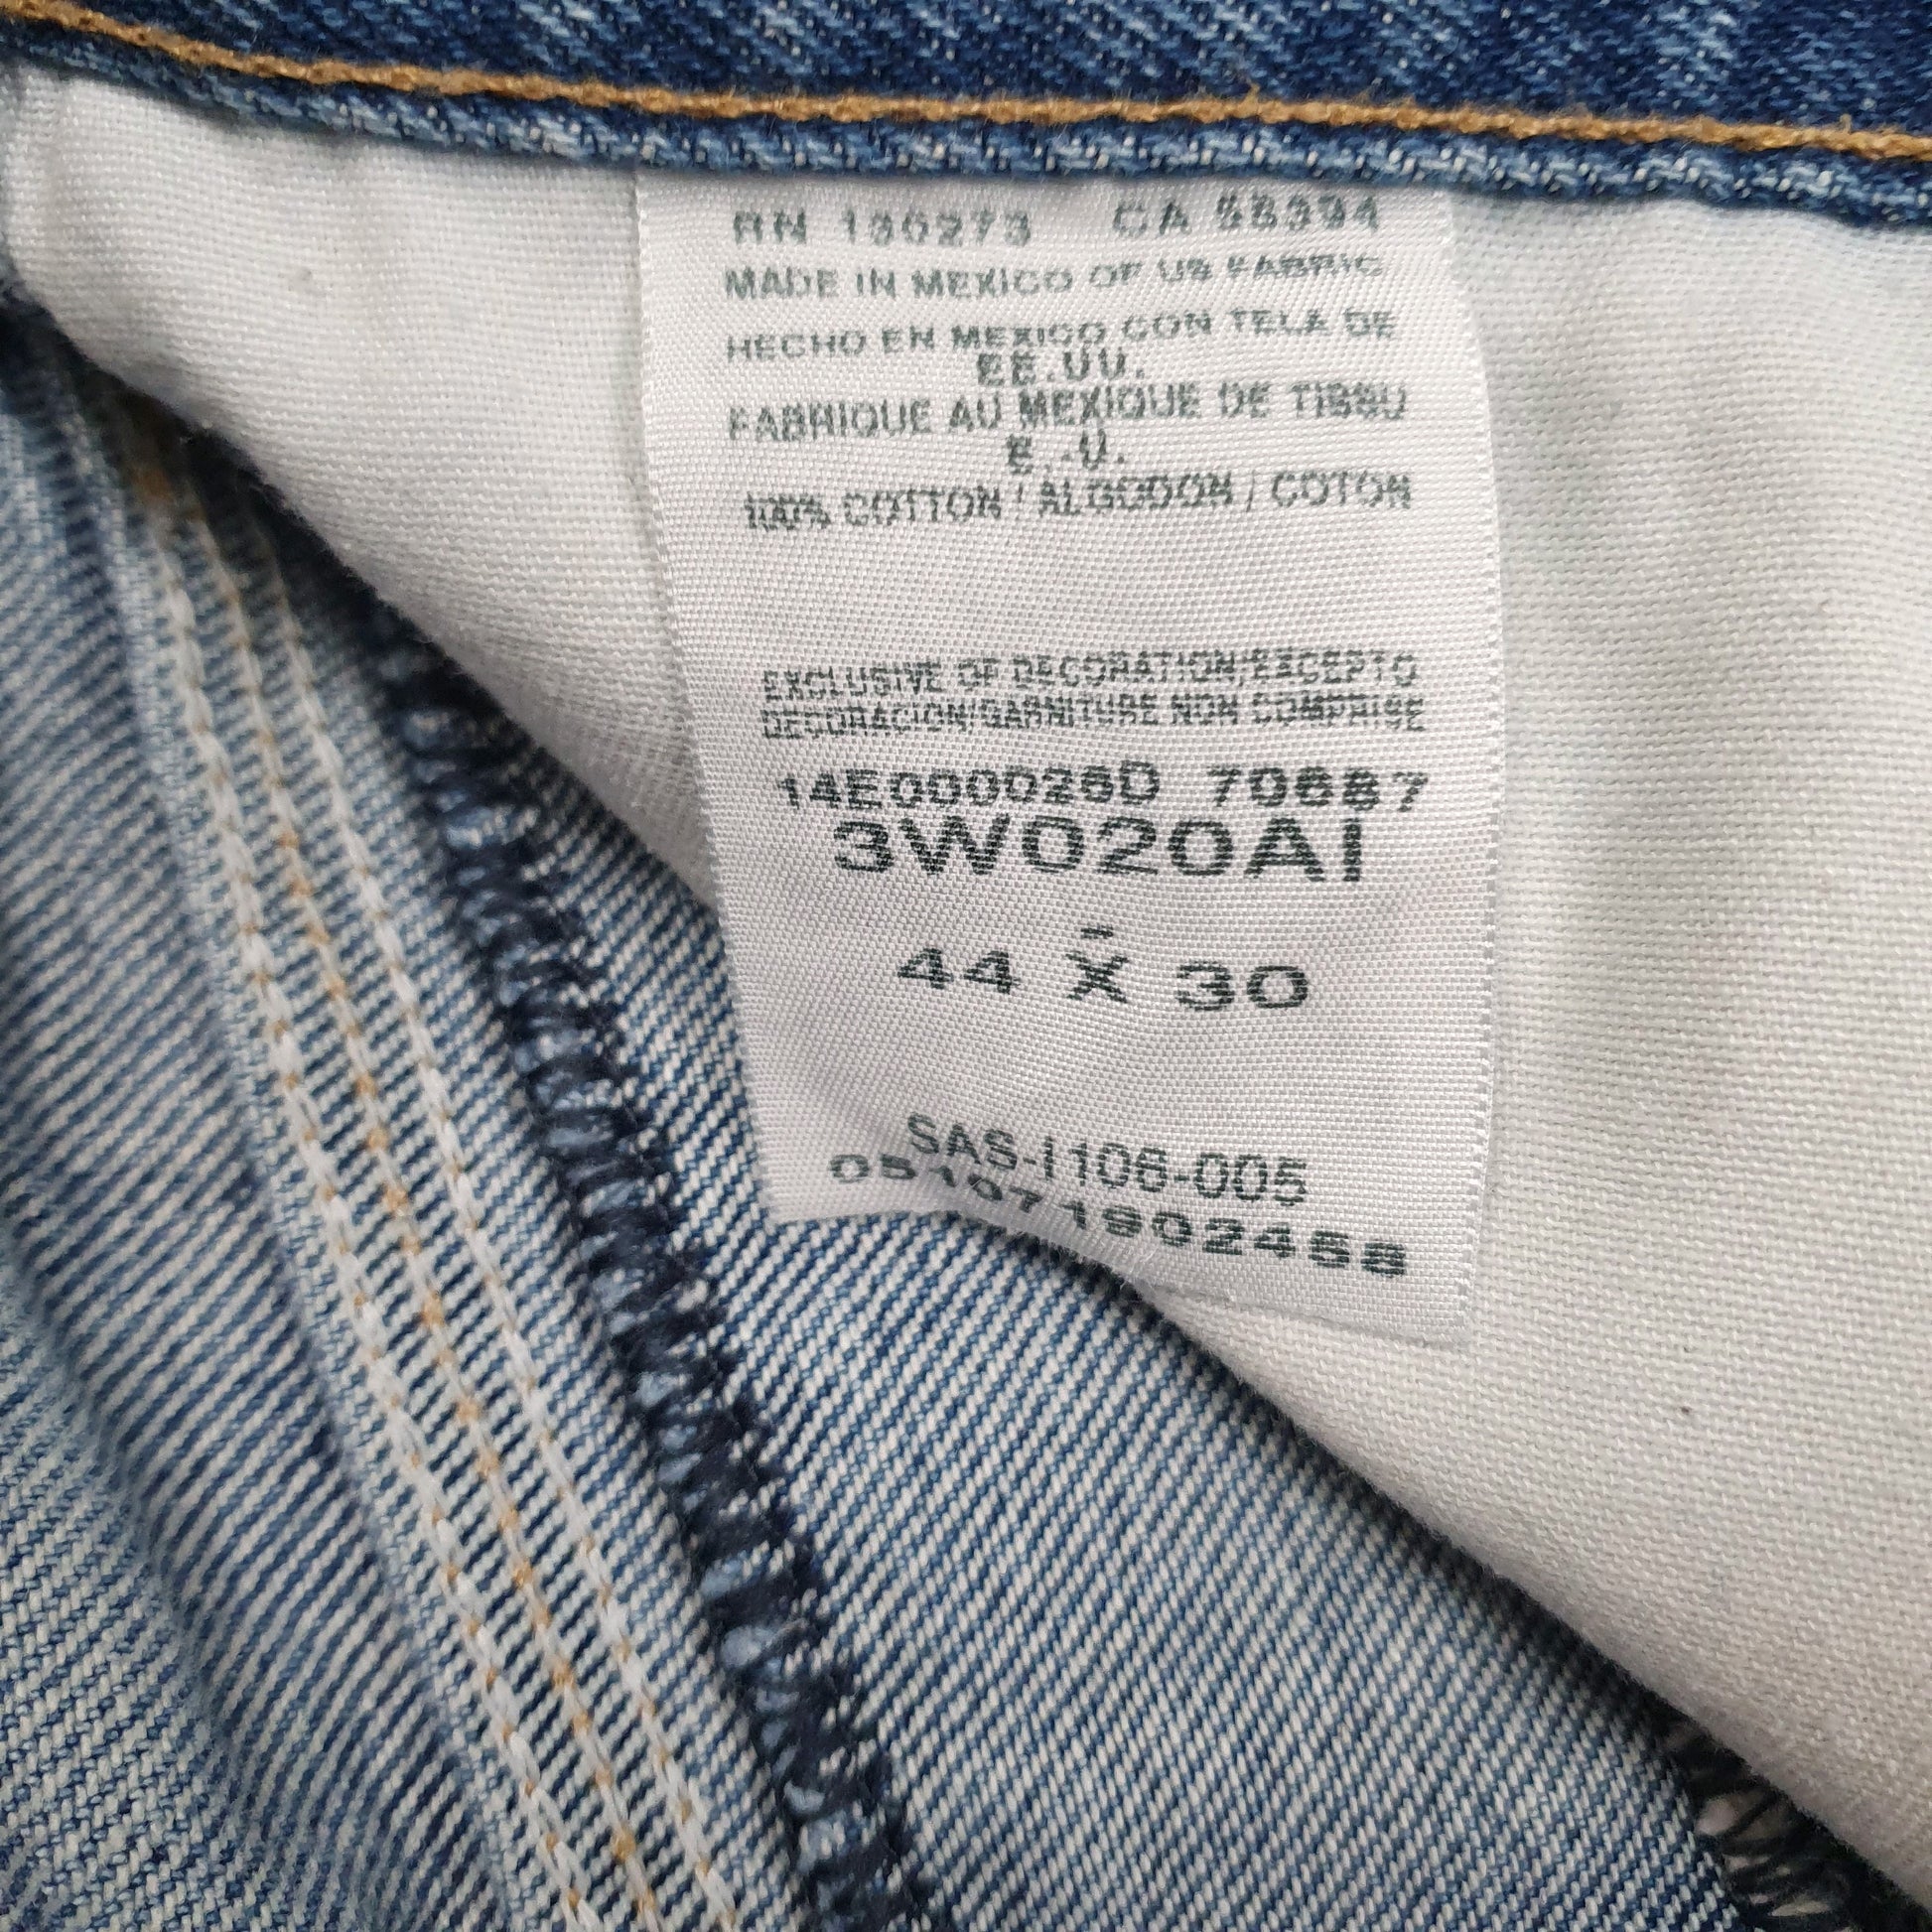 RN 130273 CA 58394
MADE IN MEXICO OF US FABRIC
HECHO EN MEXICO CON TELA DE
EE.UU.
FABRIQUE AU MEXIQUE DE TISSU
E.-U.
100% COTTON / ALGODON / COTON
EXCLUSIVE OF DECORATION/EXCEPTO
DECORACION/GARNITURE NON COMPRISE
14E000026D 70687
3W020AI
-
44 X 30
SAS-I106-005
051071902458